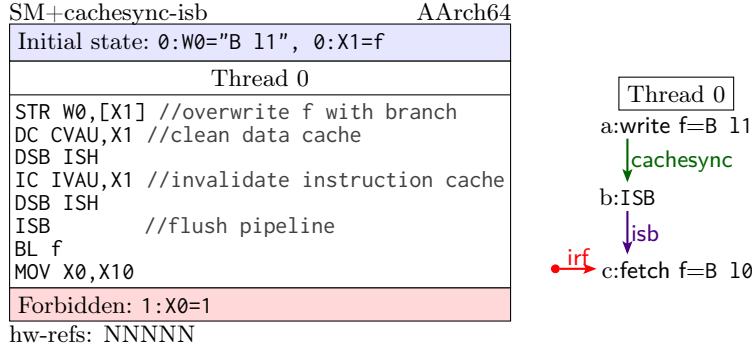 SM+cachesync-isb AArch64
Initial state: 0:W0="B l1", 0:X1=f
Thread 0
STR W0,[X1] //overwrite f with branch
DC CVAU,X1 //clean data cache
DSB ISH
IC IVAU,X1 //invalidate instruction cache
DSB ISH
ISB //flush pipeline
BL f
MOV X0,X10
Forbidden: 1:X0=1
hw-refs: NNNNN
Thread 0
a:write f=B l1
cachesync
b:ISB
isb
irf
c:fetch f=B l0